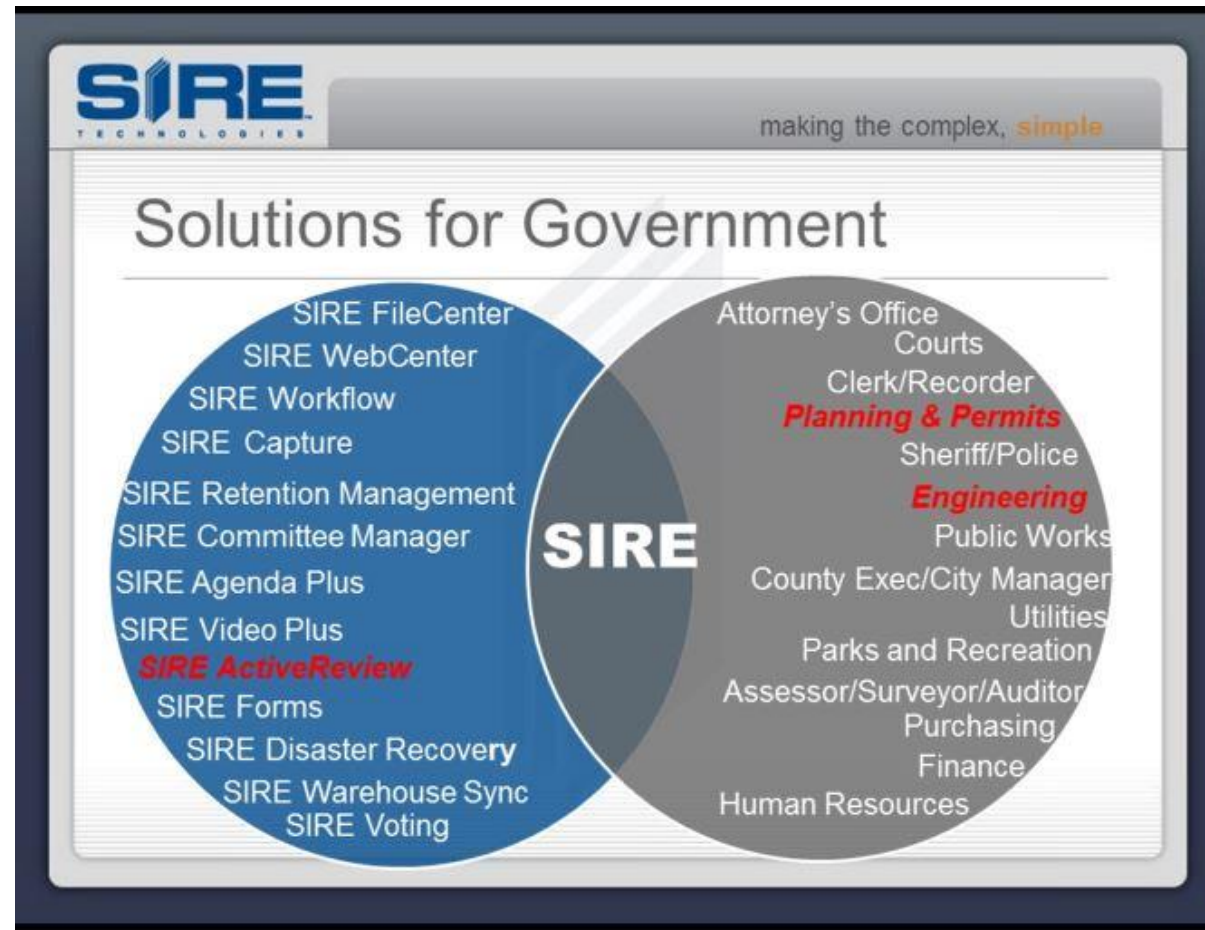 SIRE
TECHNOLOGIES
making the complex, simple
Solutions for Government
SIRE FileCenter
SIRE WebCenter
SIRE Workflow
SIRE Capture
SIRE Retention Management
SIRE Committee Manager
SIRE Agenda Plus
SIRE Video Plus
SIRE ActiveReview
SIRE Forms
SIRE Disaster Recovery
SIRE Warehouse Sync
SIRE Voting
SIRE
Attorney's Office
Courts
Clerk/Recorder
Planning & Permits
Sheriff/Police
Engineering
Public Works
County Exec/City Manager
Utilities
Parks and Recreation
Assessor/Surveyor/Auditor
Purchasing
Finance
Human Resources